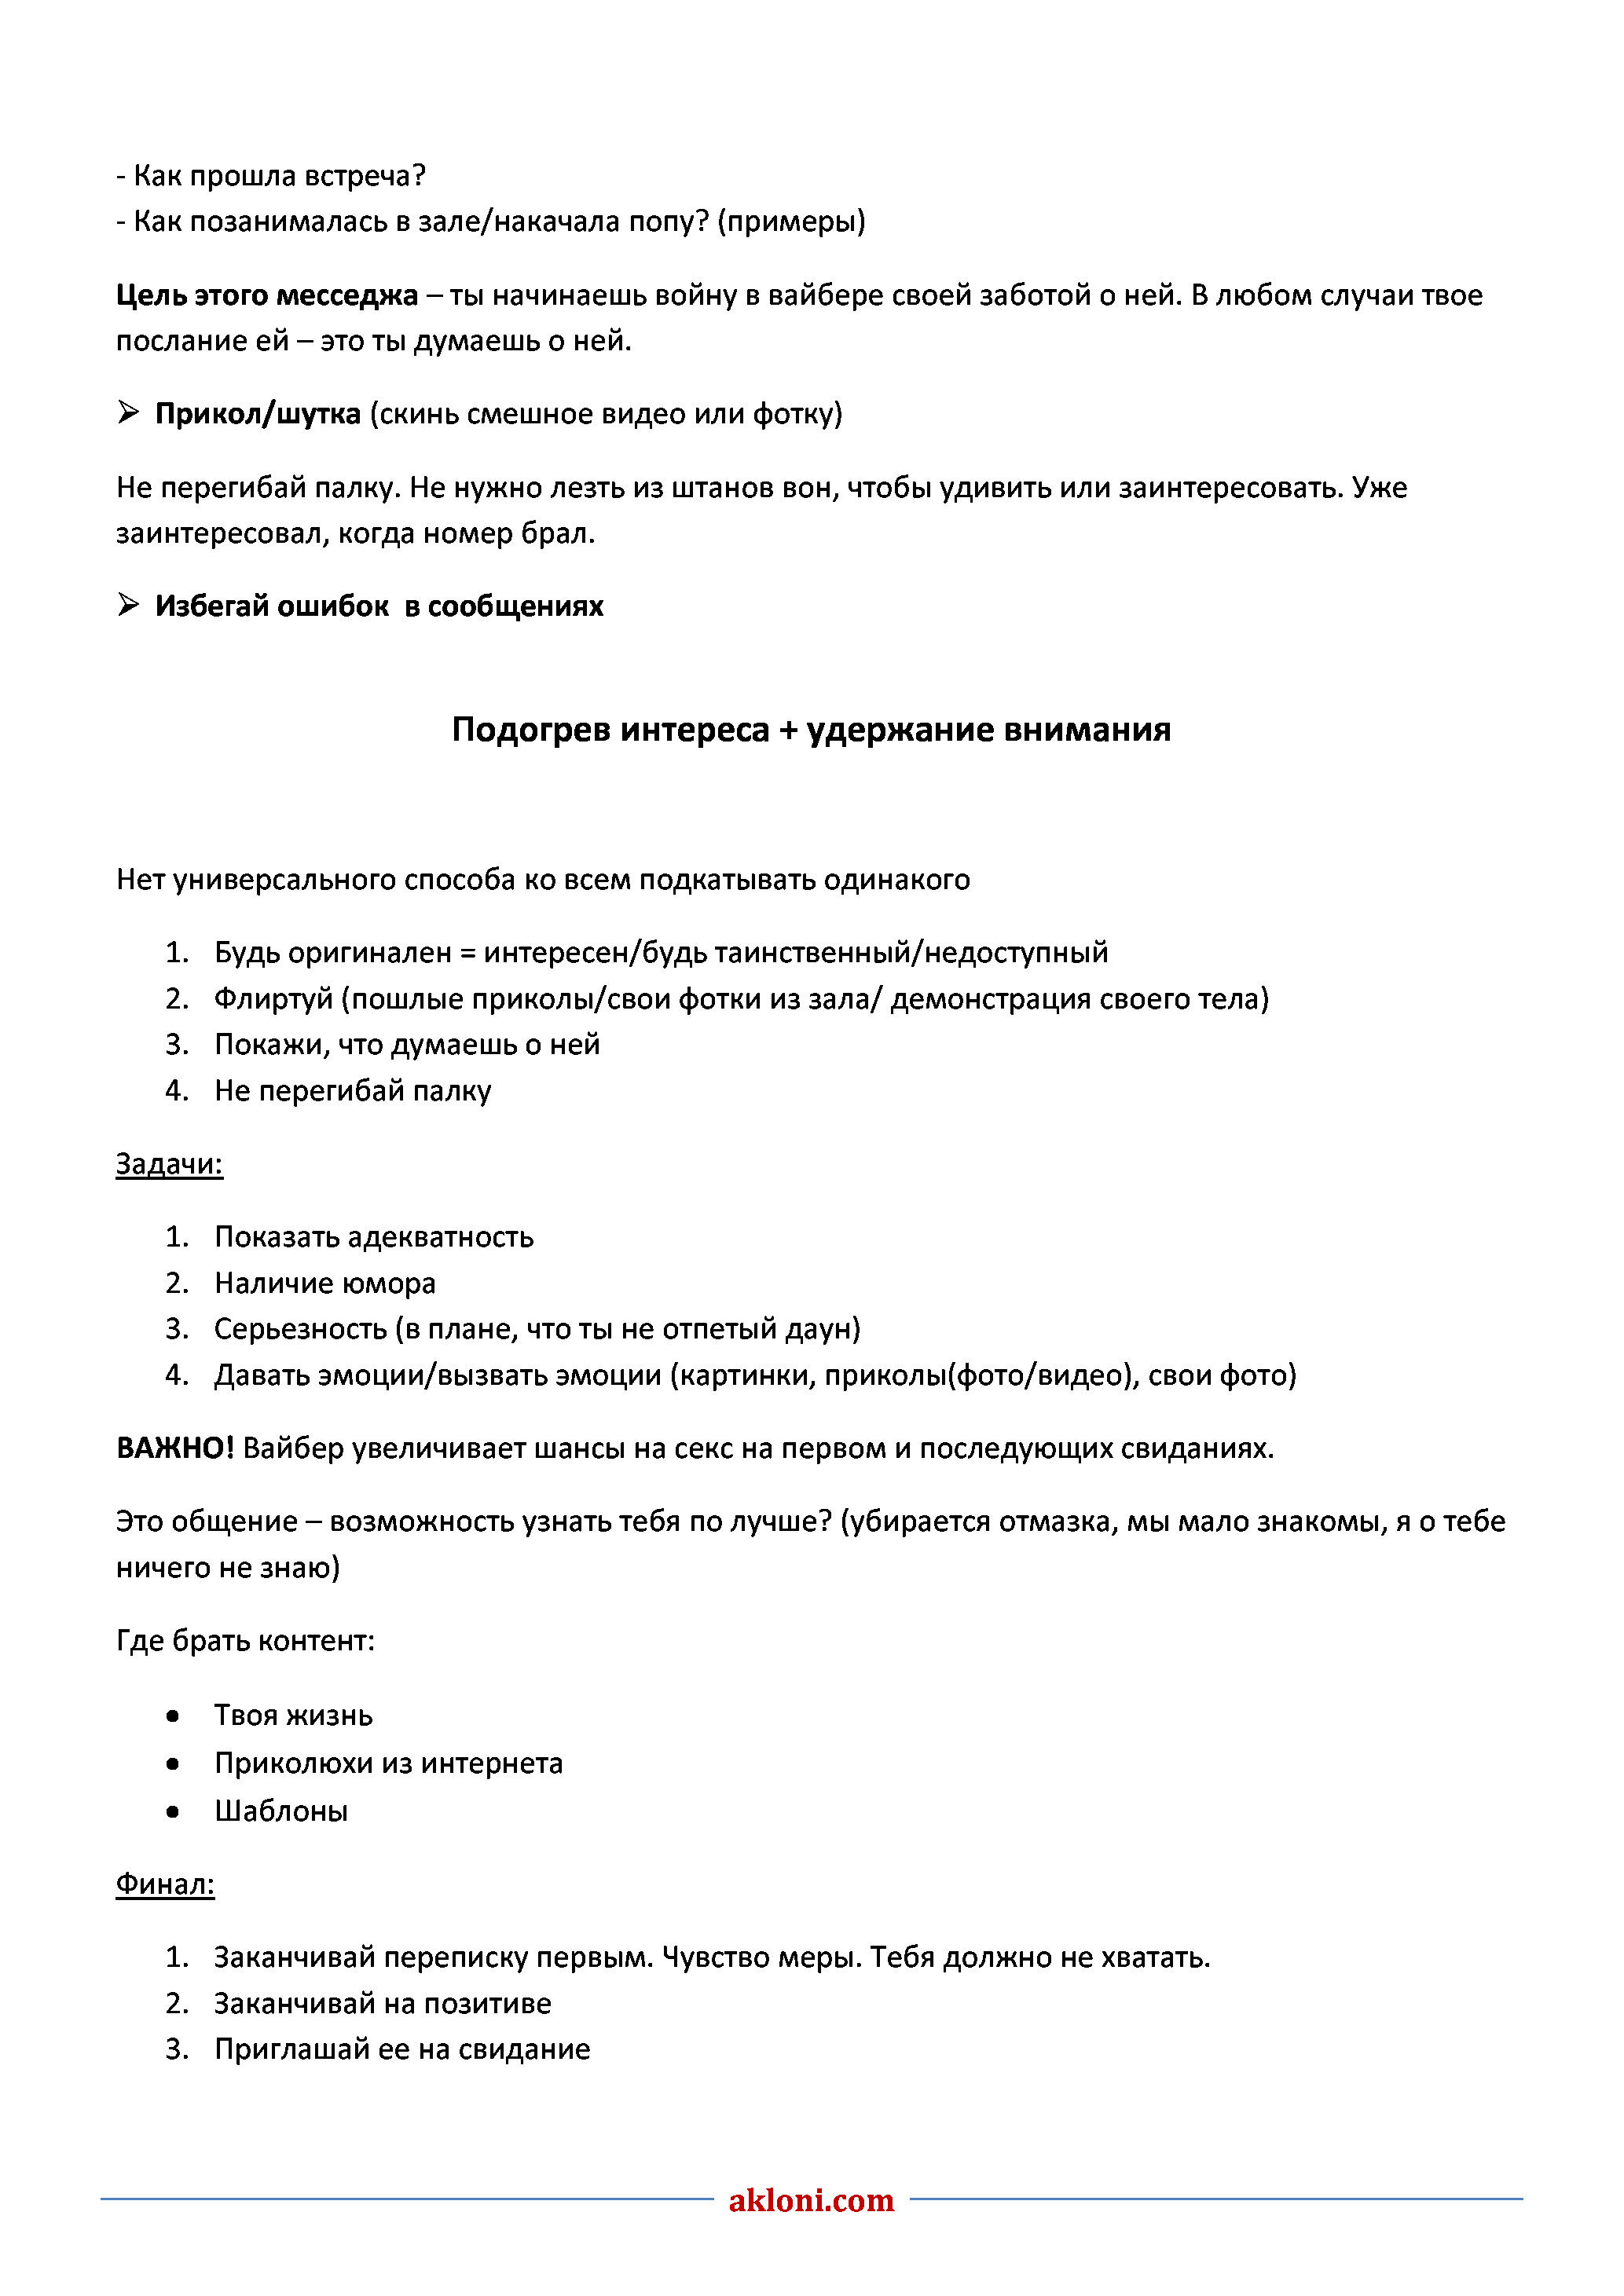 - Как прошла встреча?
- Как позанималась в зале/накачала попу? (примеры)
Цель этого месседжа – ты начинаешь войну в вайбере своей заботой о ней. В любом случаи твое
послание ей – это ты думаешь о ней.
➢ Прикол/шутка (скинь смешное видео или фотку)
Не перегибай палку. Не нужно лезть из штанов вон, чтобы удивить или заинтересовать. Уже
заинтересовал, когда номер брал.
➢ Избегай ошибок в сообщениях
Подогрев интереса + удержание внимания
Нет универсального способа ко всем подкатывать одинакого
1. Будь оригинален = интересен/будь таинственный/недоступный
2. Флиртуй (пошлые приколы/свои фотки из зала/ демонстрация своего тела)
3. Покажи, что думаешь о ней
4. Не перегибай палку
Задачи:
1. Показать адекватность
2. Наличие юмора
3. Серьезность (в плане, что ты не отпетый даун)
4. Давать эмоции/вызвать эмоции (картинки, приколы(фото/видео), свои фото)
ВАЖНО! Вайбер увеличивает шансы на секс на первом и последующих свиданиях.
Это общение – возможность узнать тебя по лучше? (убирается отмазка, мы мало знакомы, я о тебе
ничего не знаю)
Где брать контент:
• Твоя жизнь
• Приколюхи из интернета
• Шаблоны
Финал:
1. Заканчивай переписку первым. Чувство меры. Тебя должно не хватать.
2. Заканчивай на позитиве
3. Приглашай ее на свидание
akloni.com